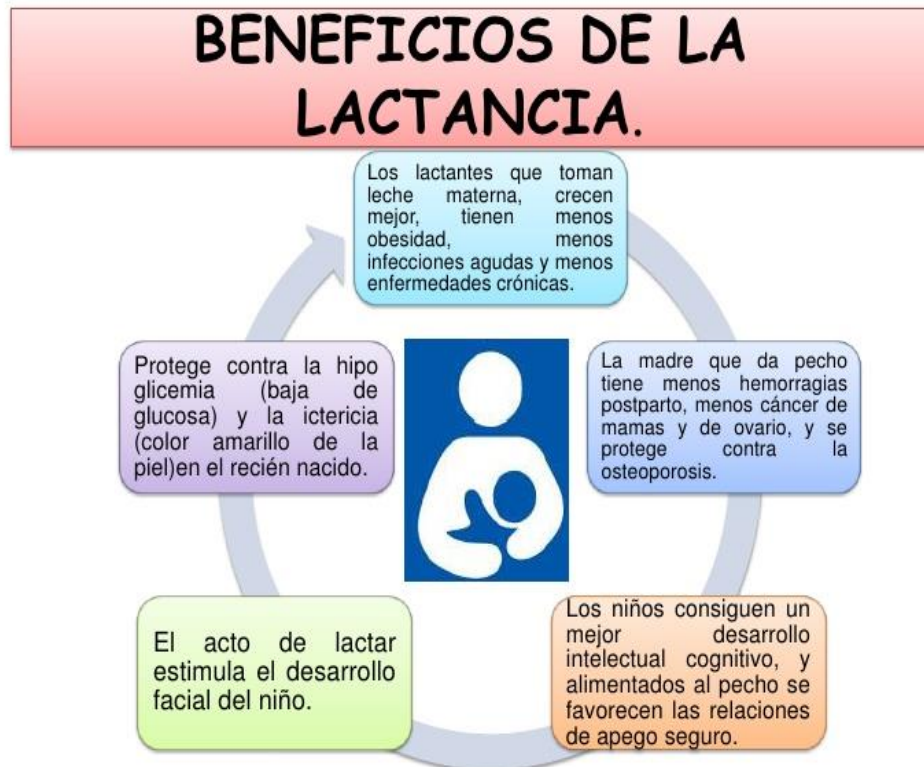 BENEFICIOS DE LA
LACTANCIA.
Los lactantes que toman
leche materna, crecen
mejor, tienen menos
obesidad, menos
infecciones agudas y menos
enfermedades crónicas.
La madre que da pecho
tiene menos hemorragias
postparto, menos cáncer de
mamas y de ovario, y se
protege contra la
osteoporosis.
Los niños consiguen un
mejor desarrollo
intelectual cognitivo, y
alimentados al pecho se
favorecen las relaciones
de apego seguro.
El acto de lactar
estimula el desarrollo
facial del niño.
Protege contra la hipo
glicemia (baja de
glucosa) y la ictericia
(color amarillo de la
piel)en el recién nacido.